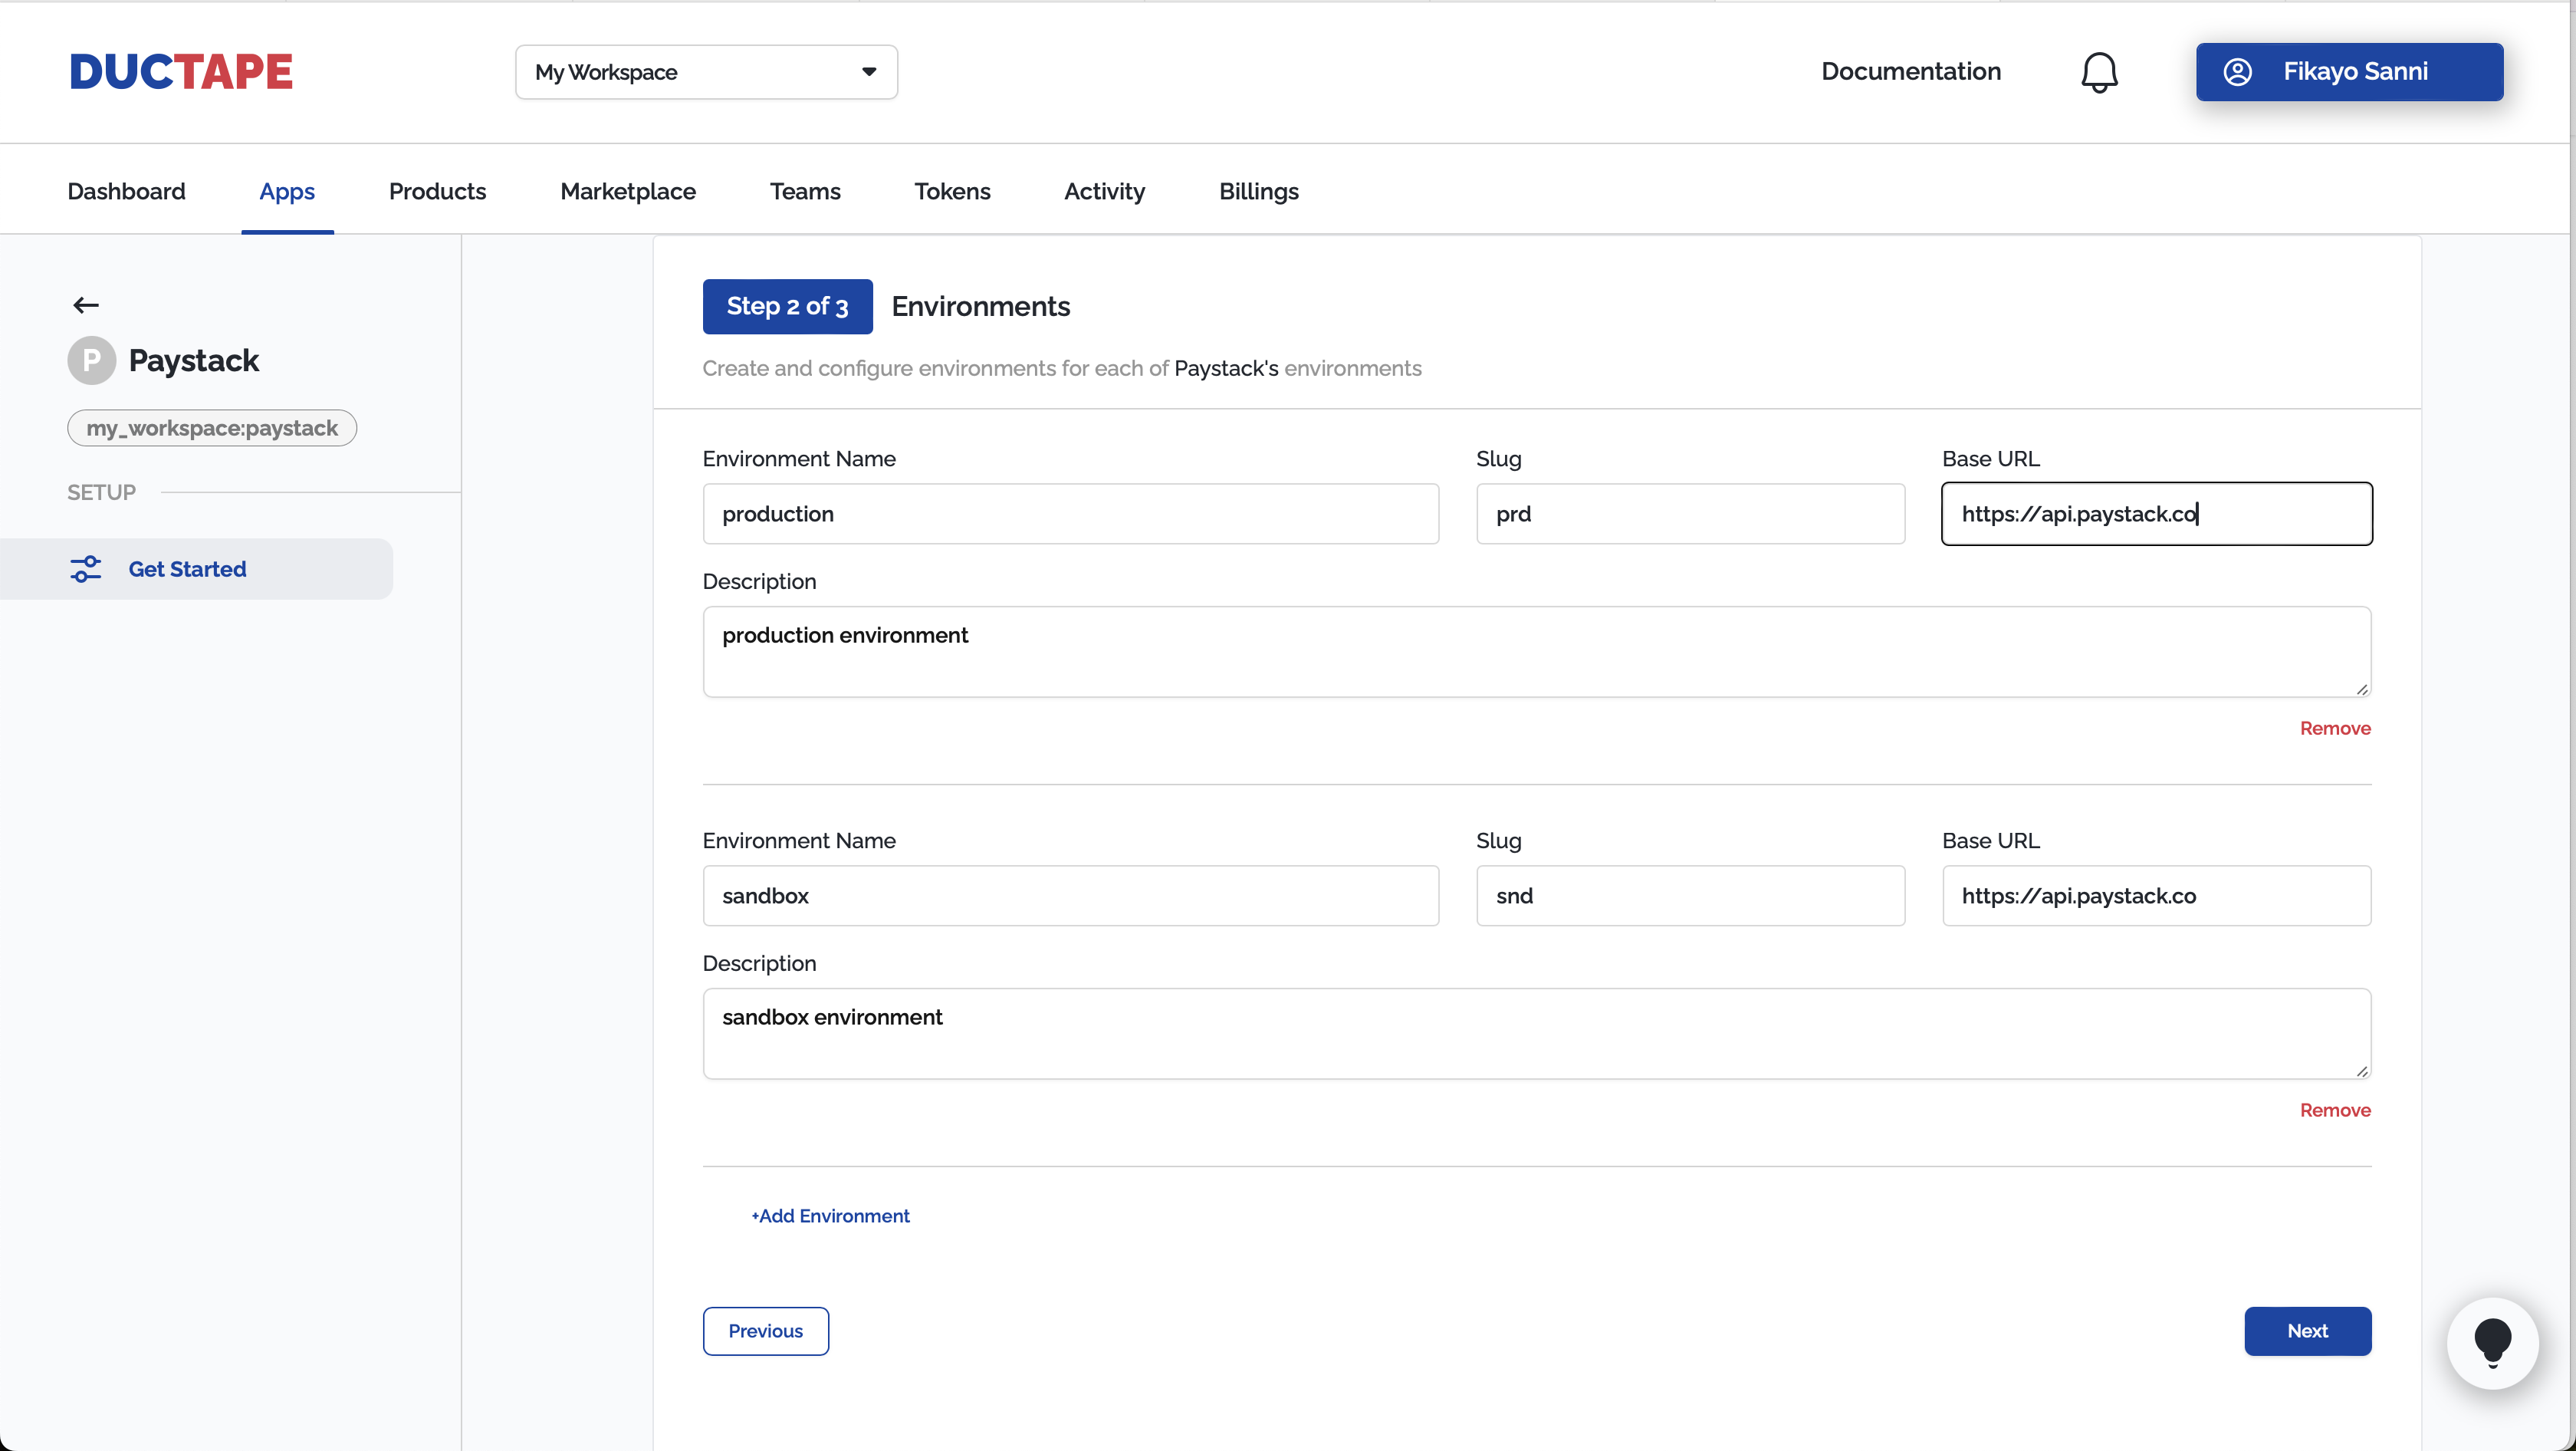 DUCTAPE
My Workspace
Documentation
Fikayo Sanni
Dashboard
Apps
Products
Marketplace
Teams
Tokens
Activity
Billings
P
Paystack
my_workspace:paystack
SETUP
Get Started
Step 2 of 3
Environments
Create and configure environments for each of Paystack's environments
Environment Name
Slug
Base URL
production
prd
https://api.paystack.co
Description
production environment
Remove
Environment Name
Slug
Base URL
sandbox
snd
https://api.paystack.co
Description
sandbox environment
Remove
+Add Environment
Previous
Next